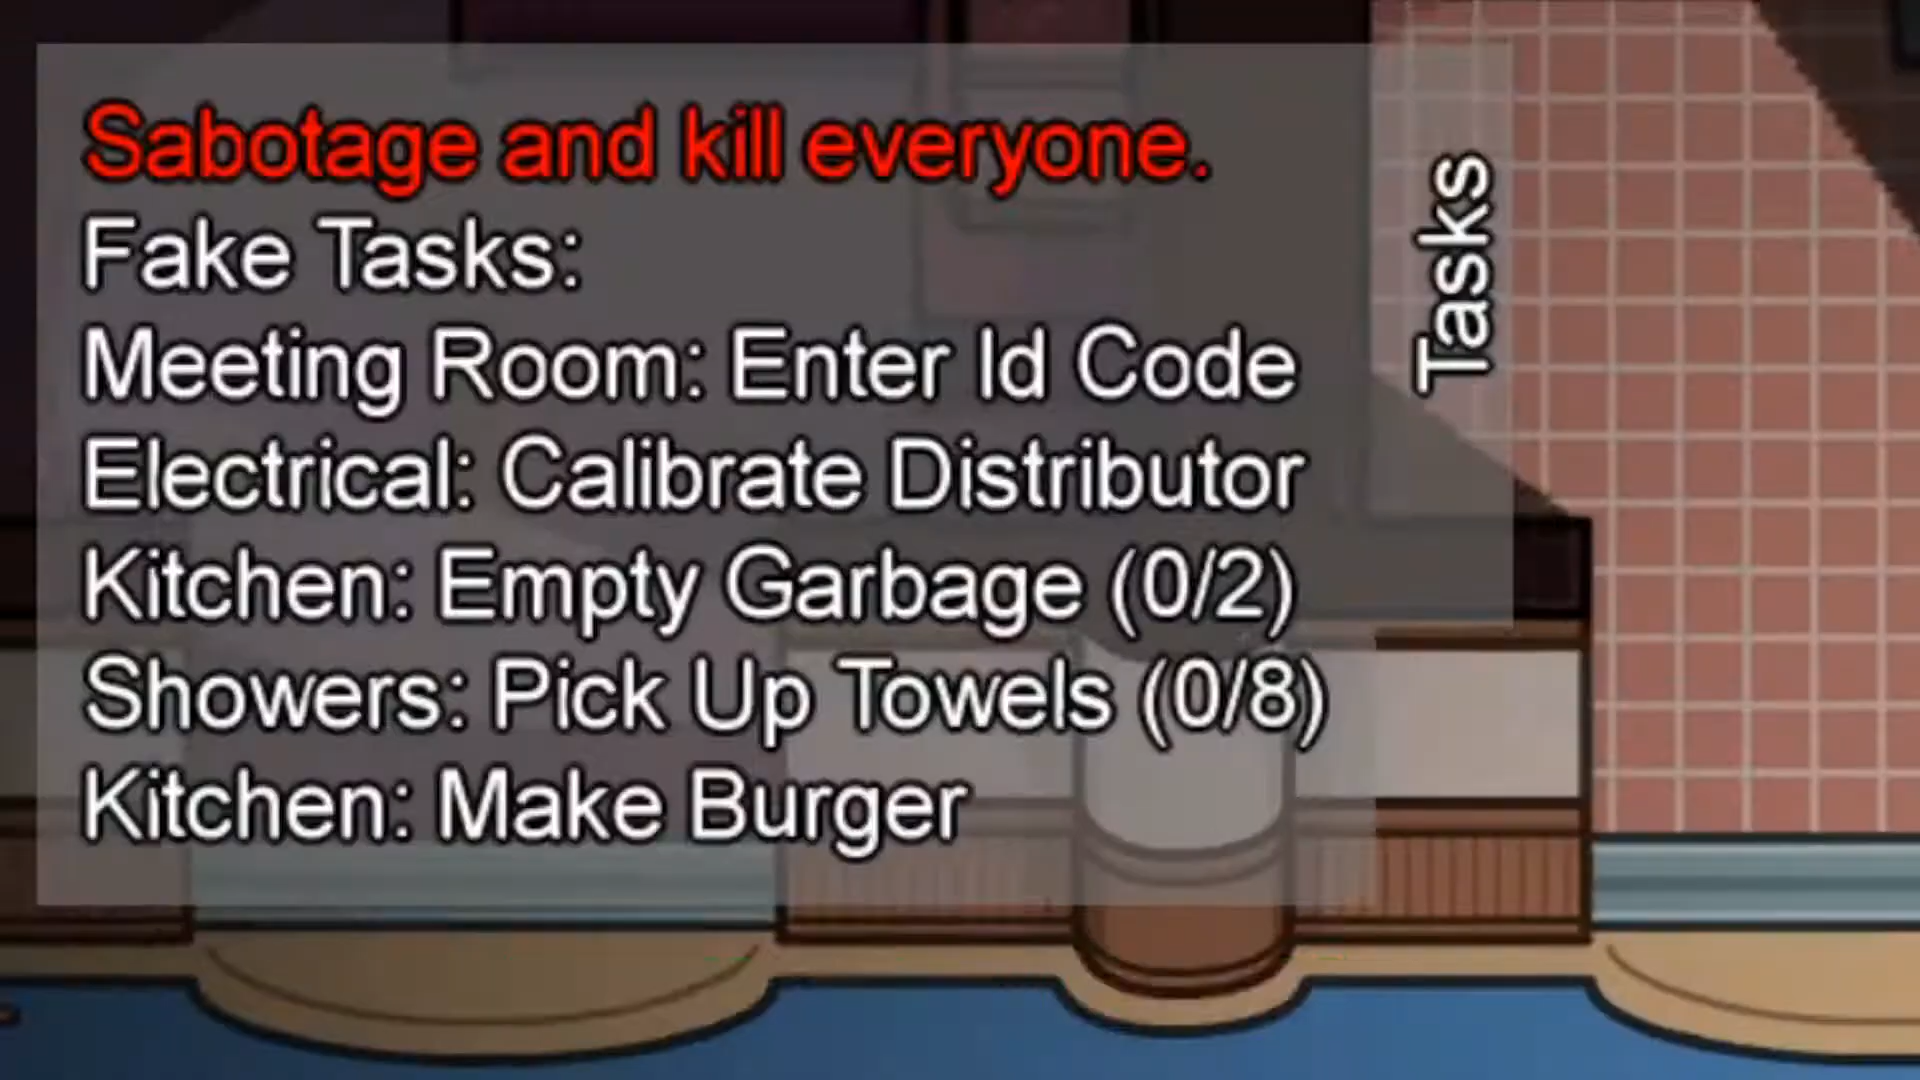 Sabotage and kill everyone.
Fake Tasks:
Meeting Room: Enter Id Code
Electrical: Calibrate Distributor
Kitchen: Empty Garbage (0/2)
Showers: Pick Up Towels (0/8)
Kitchen: Make Burger
Tasks